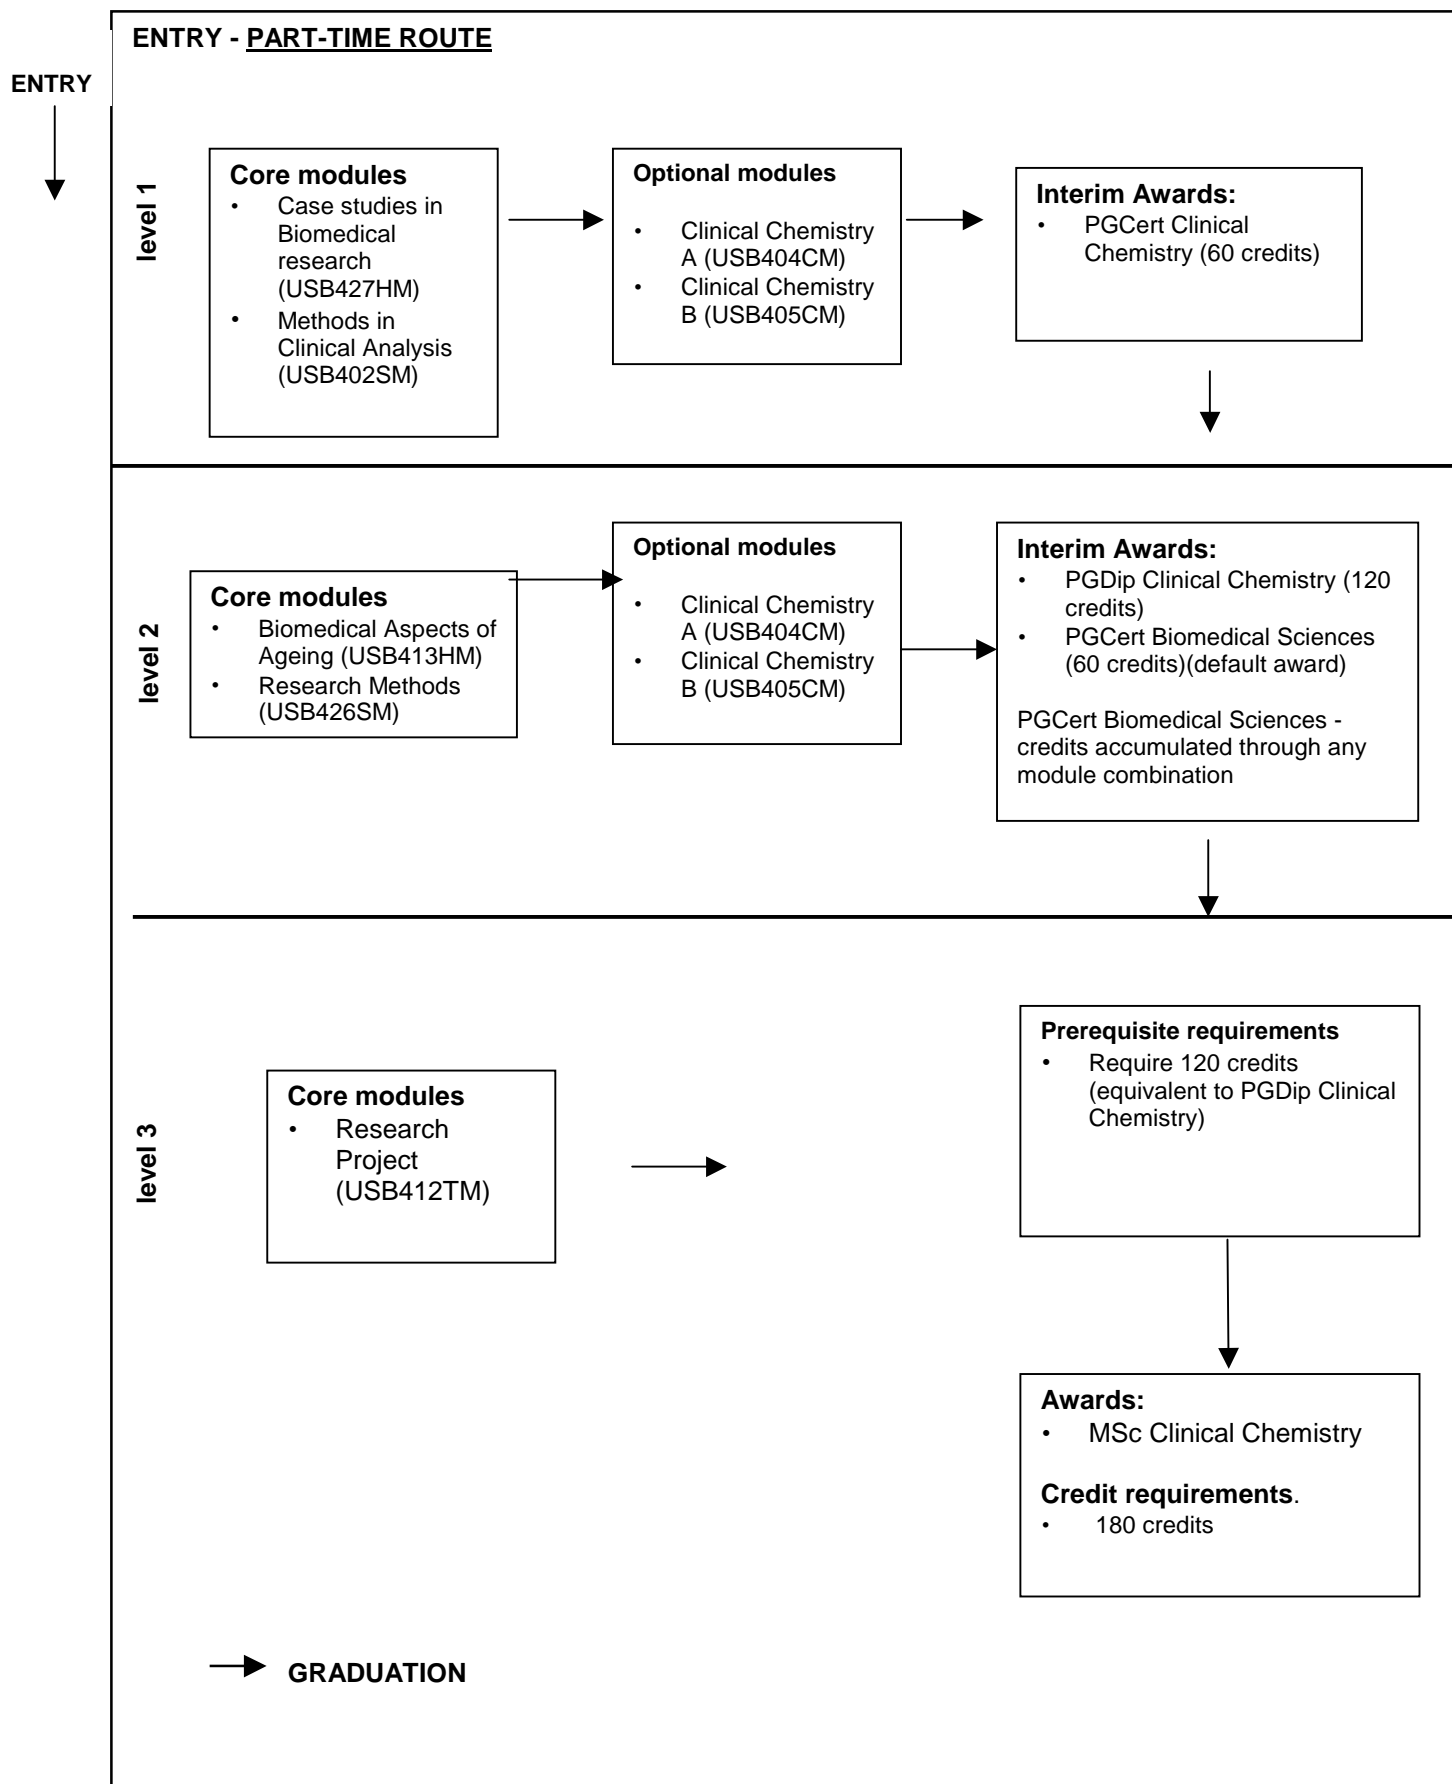 ENTRY - PART-TIME ROUTE
ENTRY
level 1
Core modules
• Case studies in
Biomedical
research
(USB427HM)
• Methods in
Clinical Analysis
(USB402SM)
Optional modules
• Clinical Chemistry
A (USB404CM)
• Clinical Chemistry
B (USB405CM)
Interim Awards:
• PGCert Clinical
Chemistry (60 credits)
level 2
Core modules
• Biomedical Aspects of
Ageing (USB413HM)
• Research Methods
(USB426SM)
Optional modules
• Clinical Chemistry
A (USB404CM)
• Clinical Chemistry
B (USB405CM)
Interim Awards:
• PGDip Clinical Chemistry (120
credits)
• PGCert Biomedical Sciences
(60 credits)(default award)
PGCert Biomedical Sciences -
credits accumulated through any
module combination
level 3
Core modules
• Research
Project
(USB412TM)
Prerequisite requirements
• Require 120 credits
(equivalent to PGDip Clinical
Chemistry)
Awards:
• MSc Clinical Chemistry
Credit requirements.
• 180 credits
GRADUATION